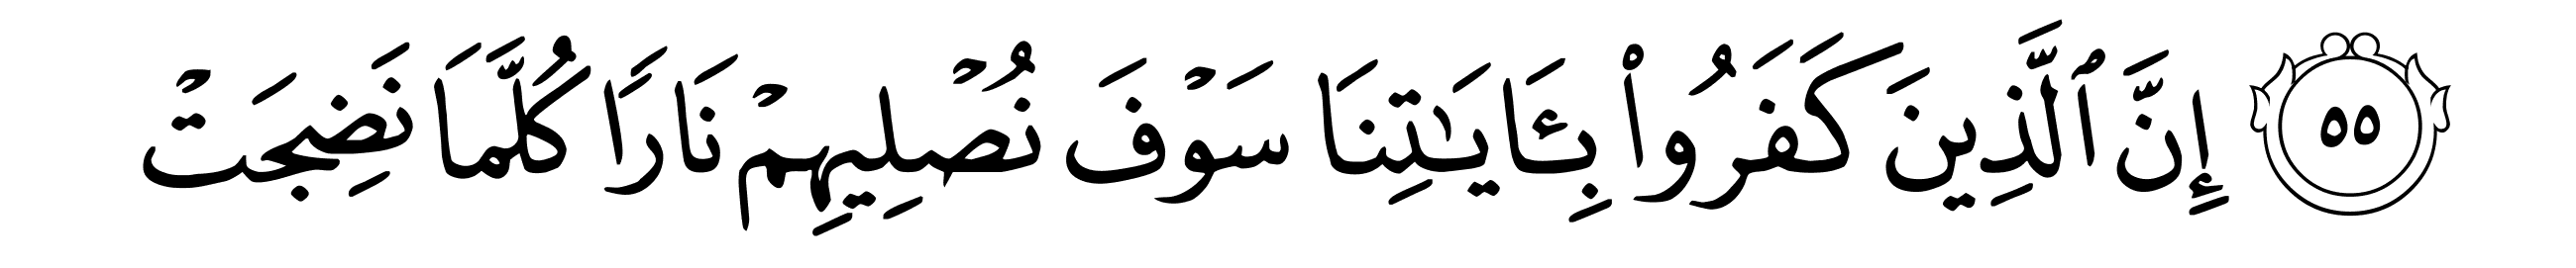 ٥٥ إِنَّ ٱلَّذِينَ كَفَرُوا۟ بِـَٔايَـٰتِنَا سَوْفَ نُصْلِيهِمْ نَارًا كُلَّمَا نَضِجَتْ